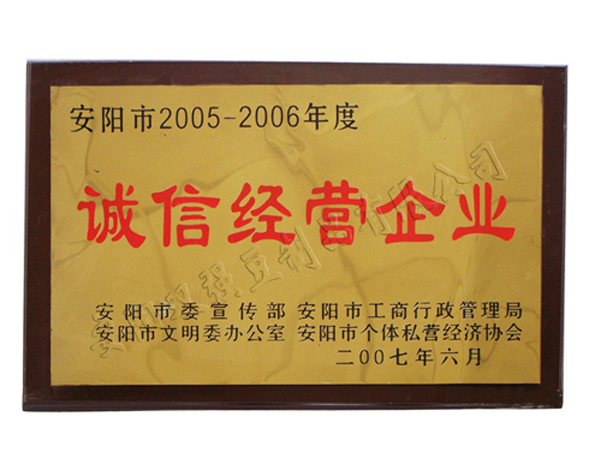 安阳市2005-2006年度
诚信经营企业
安阳市委宣传部 安阳市工商行政管理局
安阳市文明委办公室 安阳市个体私营经济协会
二00七年六月